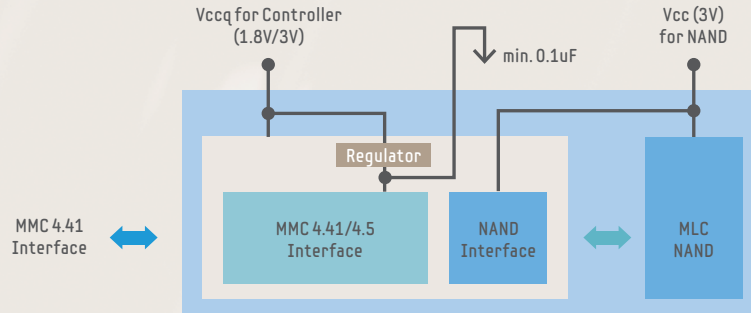 Vccq for Controller
(1.8V/3V)
Vcc (3V)
for NAND
min. 0.1uF
Regulator
MMC 4.41
Interface
MMC 4.41/4.5
Interface
NAND
Interface
MLC
NAND